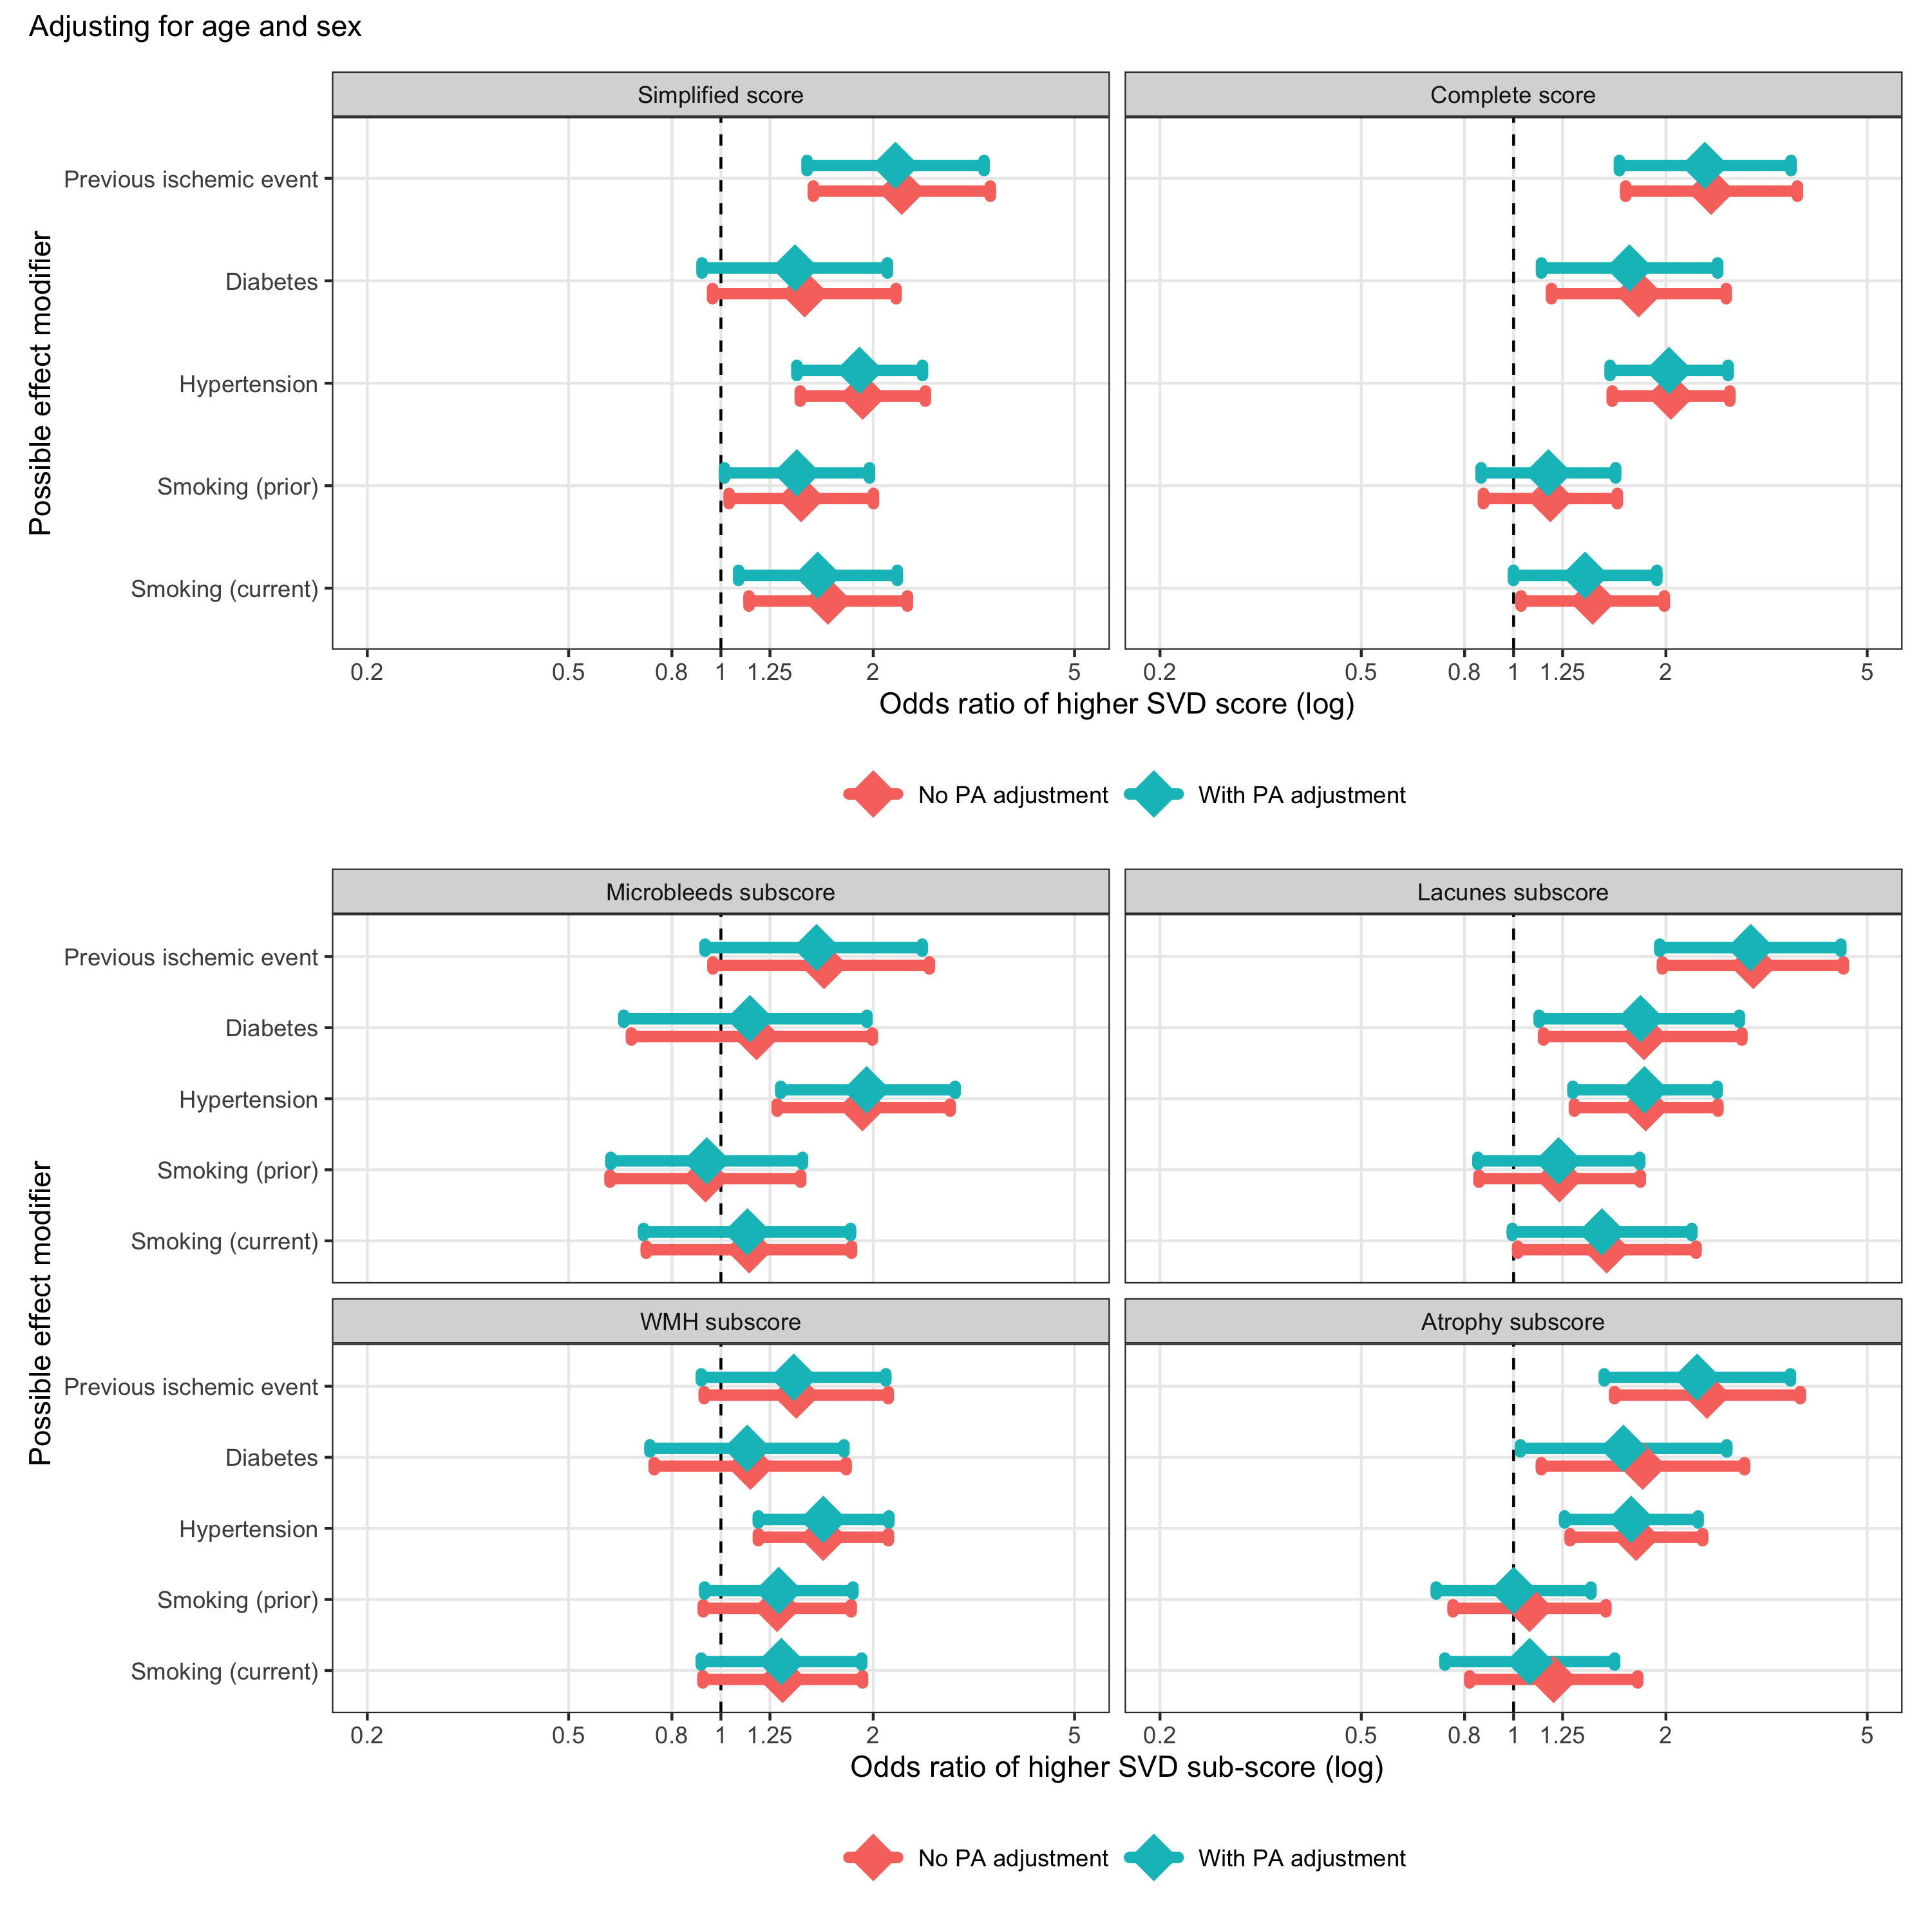 Adjusting for age and sex
Simplified score
Complete score
Possible effect modifier
Previous ischemic event
Diabetes
Hypertension
Smoking (prior)
Smoking (current)
0.2 0.5 0.8 1 1.25 2 5
0.2 0.5 0.8 1 1.25 2 5
Odds ratio of higher SVD score (log)
No PA adjustment
With PA adjustment
Microbleeds subscore
Lacunes subscore
Possible effect modifier
Previous ischemic event
Diabetes
Hypertension
Smoking (prior)
Smoking (current)
WMH subscore
Atrophy subscore
Previous ischemic event
Diabetes
Hypertension
Smoking (prior)
Smoking (current)
0.2 0.5 0.8 1 1.25 2 5
0.2 0.5 0.8 1 1.25 2 5
Odds ratio of higher SVD sub-score (log)
No PA adjustment
With PA adjustment